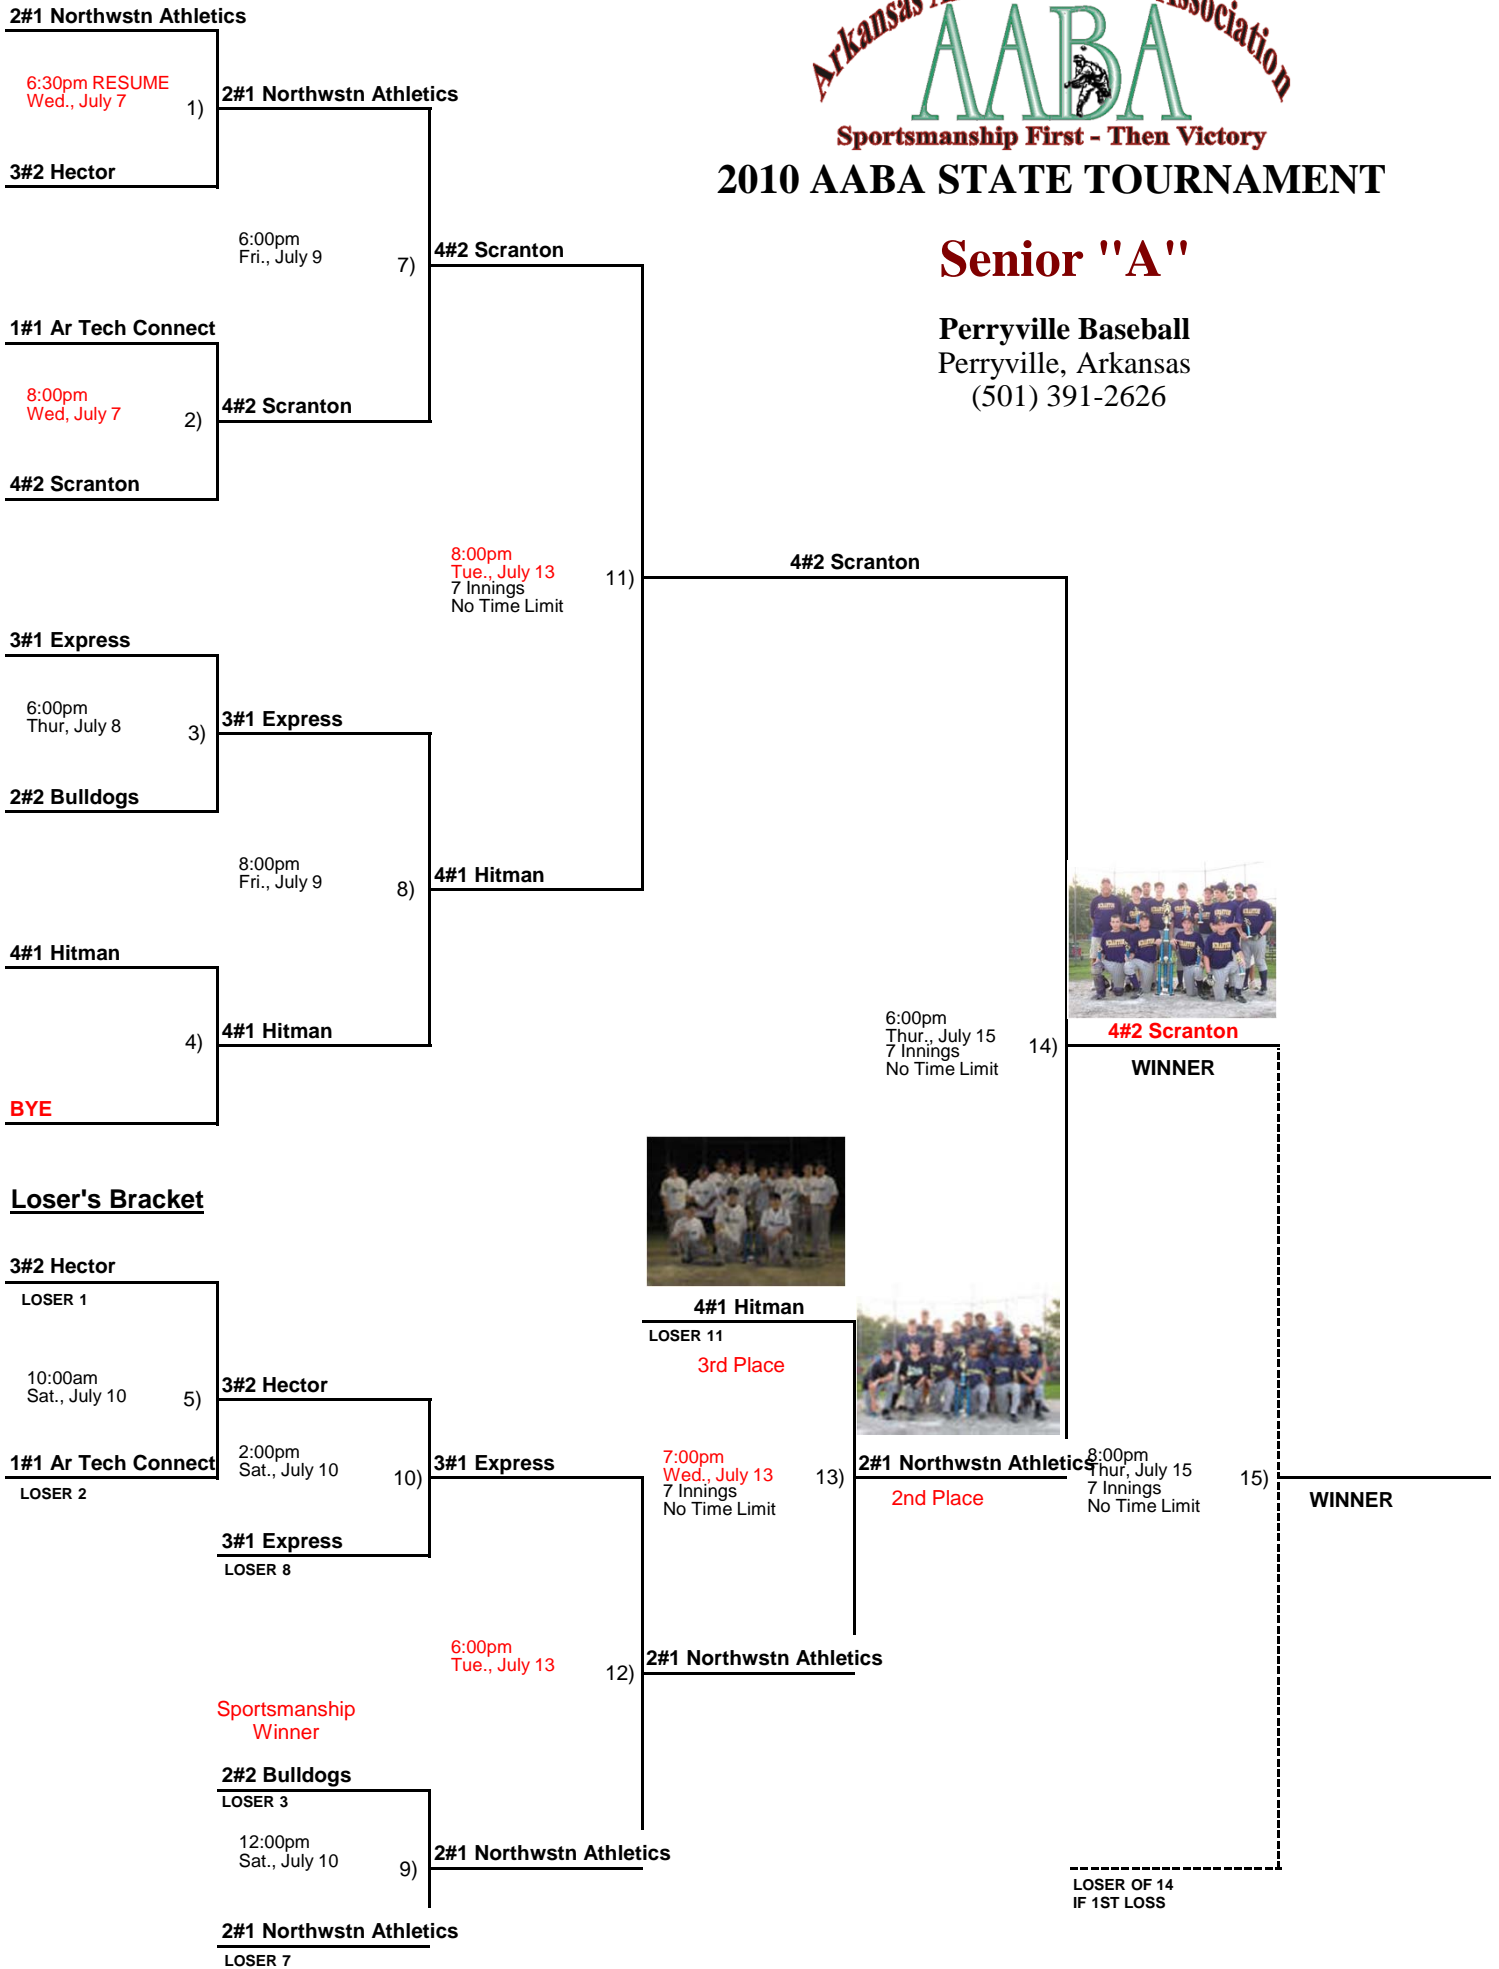 Arkansas
Association
AABA
Sportsmanship First - Then Victory
2010 AABA STATE TOURNAMENT
Senior "A"
Perryville Baseball
Perryville, Arkansas
(501) 391-2626
2#1 Northwstn Athletics
6:30pm RESUME
Wed., July 7
1)
2#1 Northwstn Athletics
3#2 Hector
6:00pm
Fri., July 9
7)
4#2 Scranton
1#1 Ar Tech Connect
8:00pm
Wed, July 7
2)
4#2 Scranton
4#2 Scranton
8:00pm
Tue., July 13
7 Innings
No Time Limit
11)
4#2 Scranton
3#1 Express
6:00pm
Thur, July 8
3)
3#1 Express
2#2 Bulldogs
8:00pm
Fri., July 9
8)
4#1 Hitman
4#1 Hitman
4)
4#1 Hitman
BYE
6:00pm
Thur., July 15
7 Innings
No Time Limit
14)
4#2 Scranton
WINNER
Loser's Bracket
3#2 Hector
LOSER 1
10:00am
Sat., July 10
5)
3#2 Hector
1#1 Ar Tech Connect
LOSER 2
2:00pm
Sat., July 10
10)
3#1 Express
3#1 Express
LOSER 8
4#1 Hitman
LOSER 11
3rd Place
7:00pm
Wed., July 13
7 Innings
No Time Limit
13)
2#1 Northwstn Athletics
2nd Place
8:00pm
Thur, July 15
7 Innings
No Time Limit
15)
WINNER
6:00pm
Tue., July 13
12)
2#1 Northwstn Athletics
Sportsmanship
Winner
2#2 Bulldogs
LOSER 3
12:00pm
Sat., July 10
9)
2#1 Northwstn Athletics
2#1 Northwstn Athletics
LOSER 7
LOSER OF 14
IF 1ST LOSS